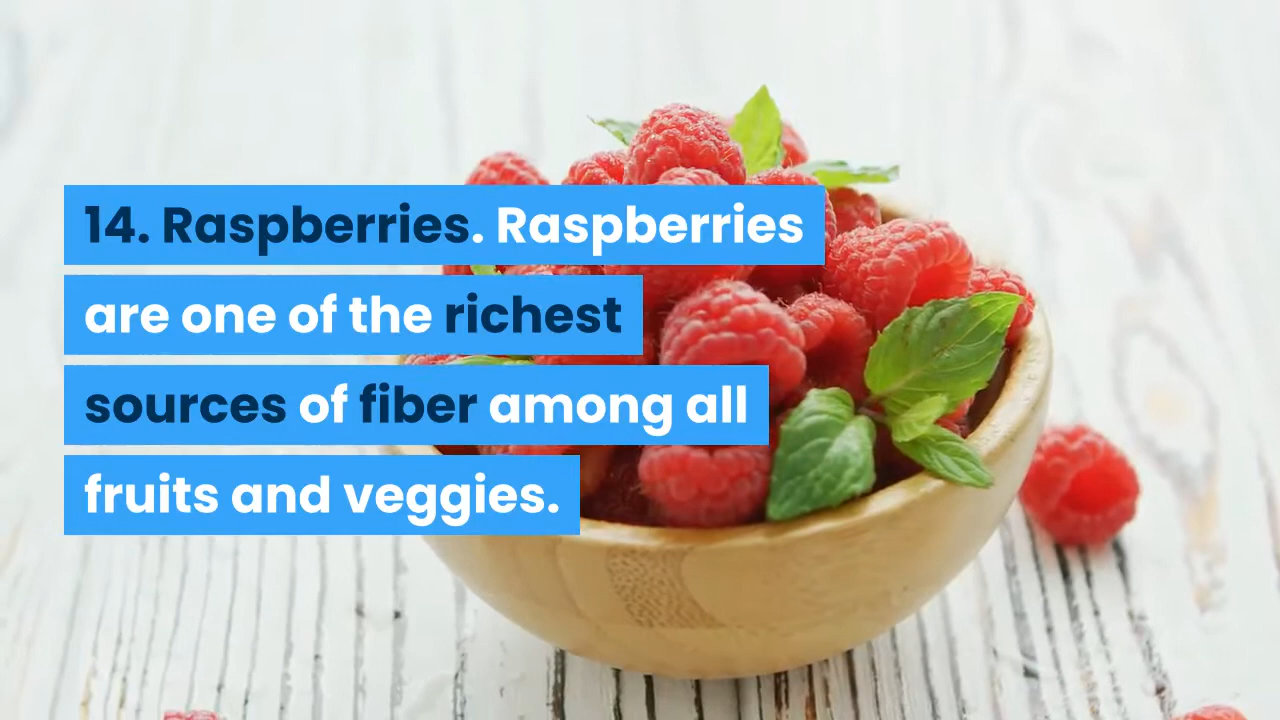 14. Raspberries. Raspberries
are one of the richest
sources of fiber among all
fruits and veggies.